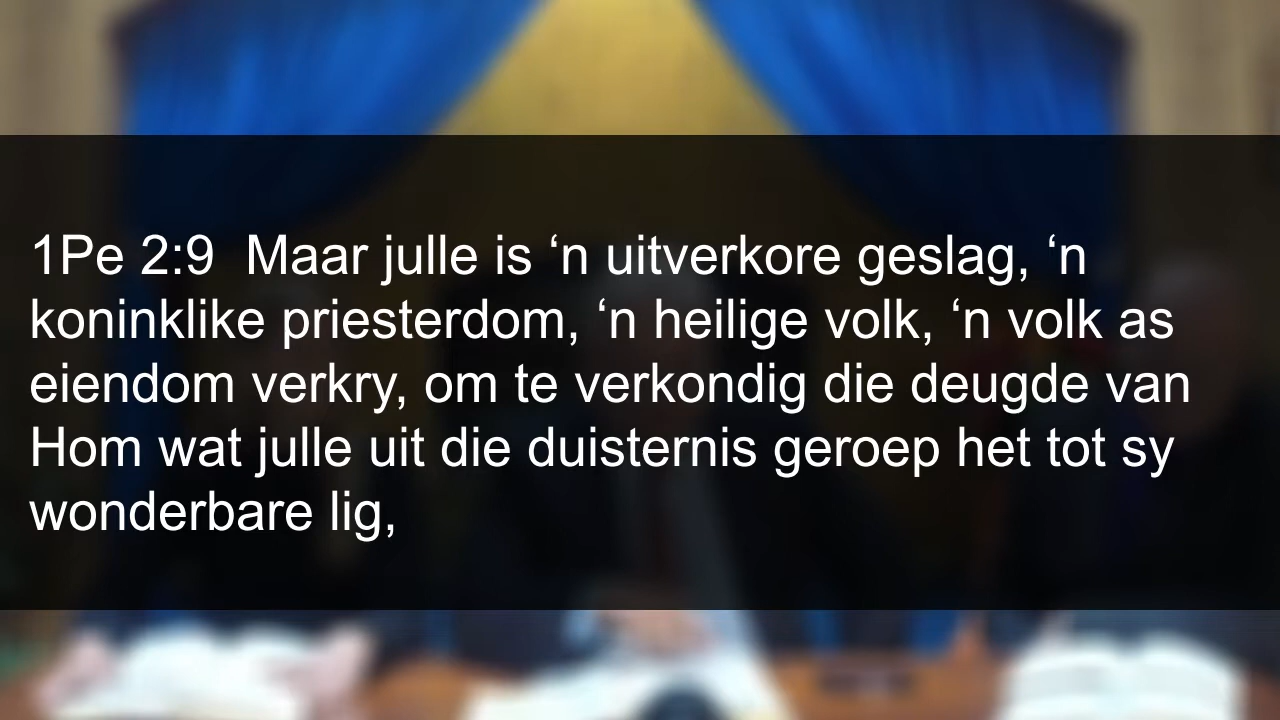 1Pe 2:9  Maar julle is ‘n uitverkore geslag, ‘n
koninklike priesterdom, ‘n heilige volk, ‘n volk as
eiendom verkry, om te verkondig die deugde van
Hom wat julle uit die duisternis geroep het tot sy
wonderbare lig,